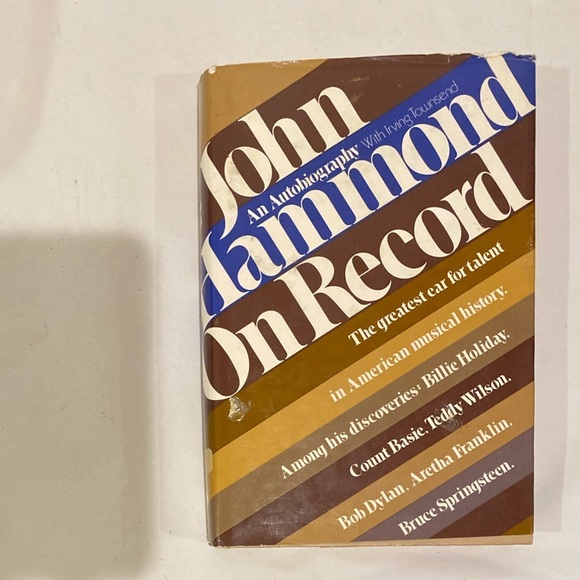 John
An Autobiography With Irving Townsend
Hammond
On Record
The greatest ear for talent
in American musical history.
Among his discoveries: Billie Holiday,
Count Basie, Teddy Wilson,
Bob Dylan, Aretha Franklin,
Bruce Springsteen.